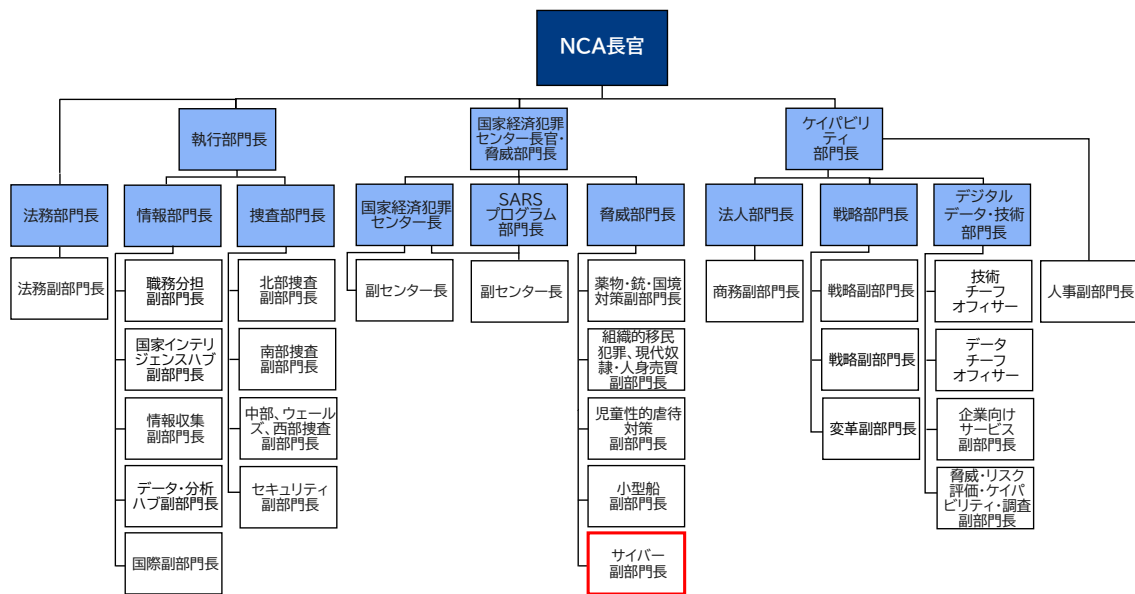 NCA長官
執行部門長
国家経済犯罪
センター長官・
脅威部門長
ケイパビリ
ティ
部門長
法務部門長
情報部門長
捜査部門長
国家経済犯罪
センター長
SARS
プログラム
部門長
脅威部門長
法人部門長
戦略部門長
デジタル
データ・技術
部門長
法務副部門長
職務分担
副部門長
北部捜査
副部門長
副センター長
副センター長
薬物・銃・国境
対策副部門長
商務副部門長
戦略副部門長
技術
チーフ
オフィサー
人事副部門長
国家インテリ
ジェンスハブ
副部門長
南部捜査
副部門長
組織的移民
犯罪、現代奴
隷・人身売買
副部門長
戦略副部門長
データ
チーフ
オフィサー
情報収集
副部門長
中部、ウェール
ズ、西部捜査
副部門長
児童性的虐待
対策
副部門長
変革副部門長
企業向け
サービス
副部門長
データ・分析
ハブ副部門長
セキュリティ
副部門長
小型船
副部門長
脅威・リスク
評価・ケイパ
ビリティ・調査
副部門長
国際副部門長
サイバー
副部門長